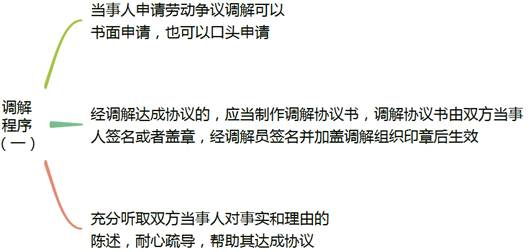 当事人申请劳动争议调解可以
书面申请，也可以口头申请
调解
程序
（一）
经调解达成协议的，应当制作调解协议书，调解协议书由双方当事
人签名或者盖章，经调解员签名并加盖调解组织印章后生效
充分听取双方当事人对事实和理由的
陈述，耐心疏导，帮助其达成协议